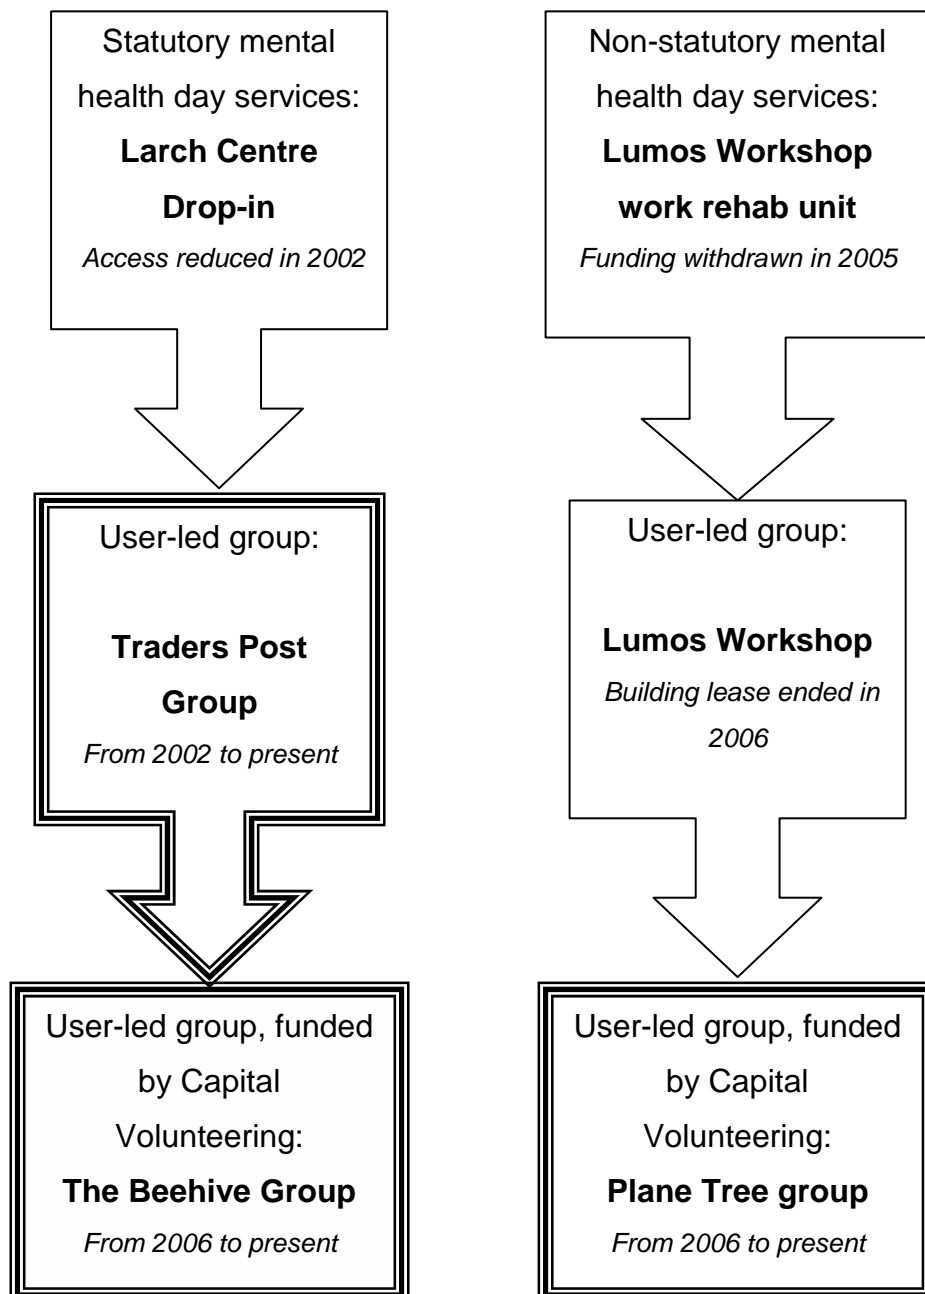 Statutory mental
health day services:
Larch Centre
Drop-in
Access reduced in 2002
Non-statutory mental
health day services:
Lumos Workshop
work rehab unit
Funding withdrawn in 2005
User-led group:
Traders Post
Group
From 2002 to present
User-led group:
Lumos Workshop
Building lease ended in
2006
User-led group, funded
by Capital
Volunteering:
The Beehive Group
From 2006 to present
User-led group, funded
by Capital
Volunteering:
Plane Tree group
From 2006 to present